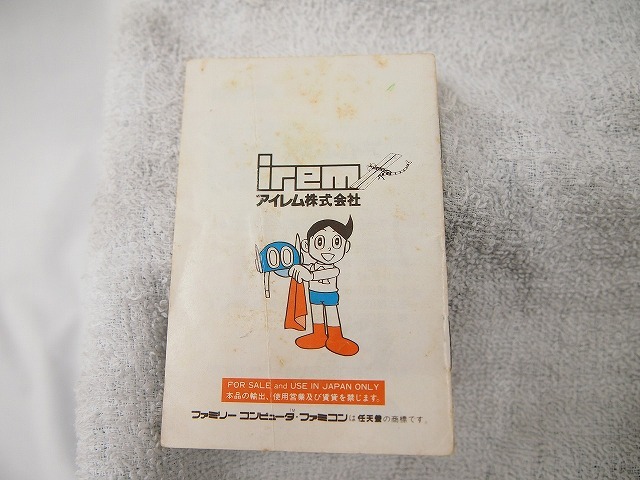 irem
アイレム株式会社
FOR SALE and USE IN JAPAN ONLY
本品の輸出、使用営業及び賃貸を禁じます。
ファミリー コンピュータ・ファミコンは任天堂の商標です。